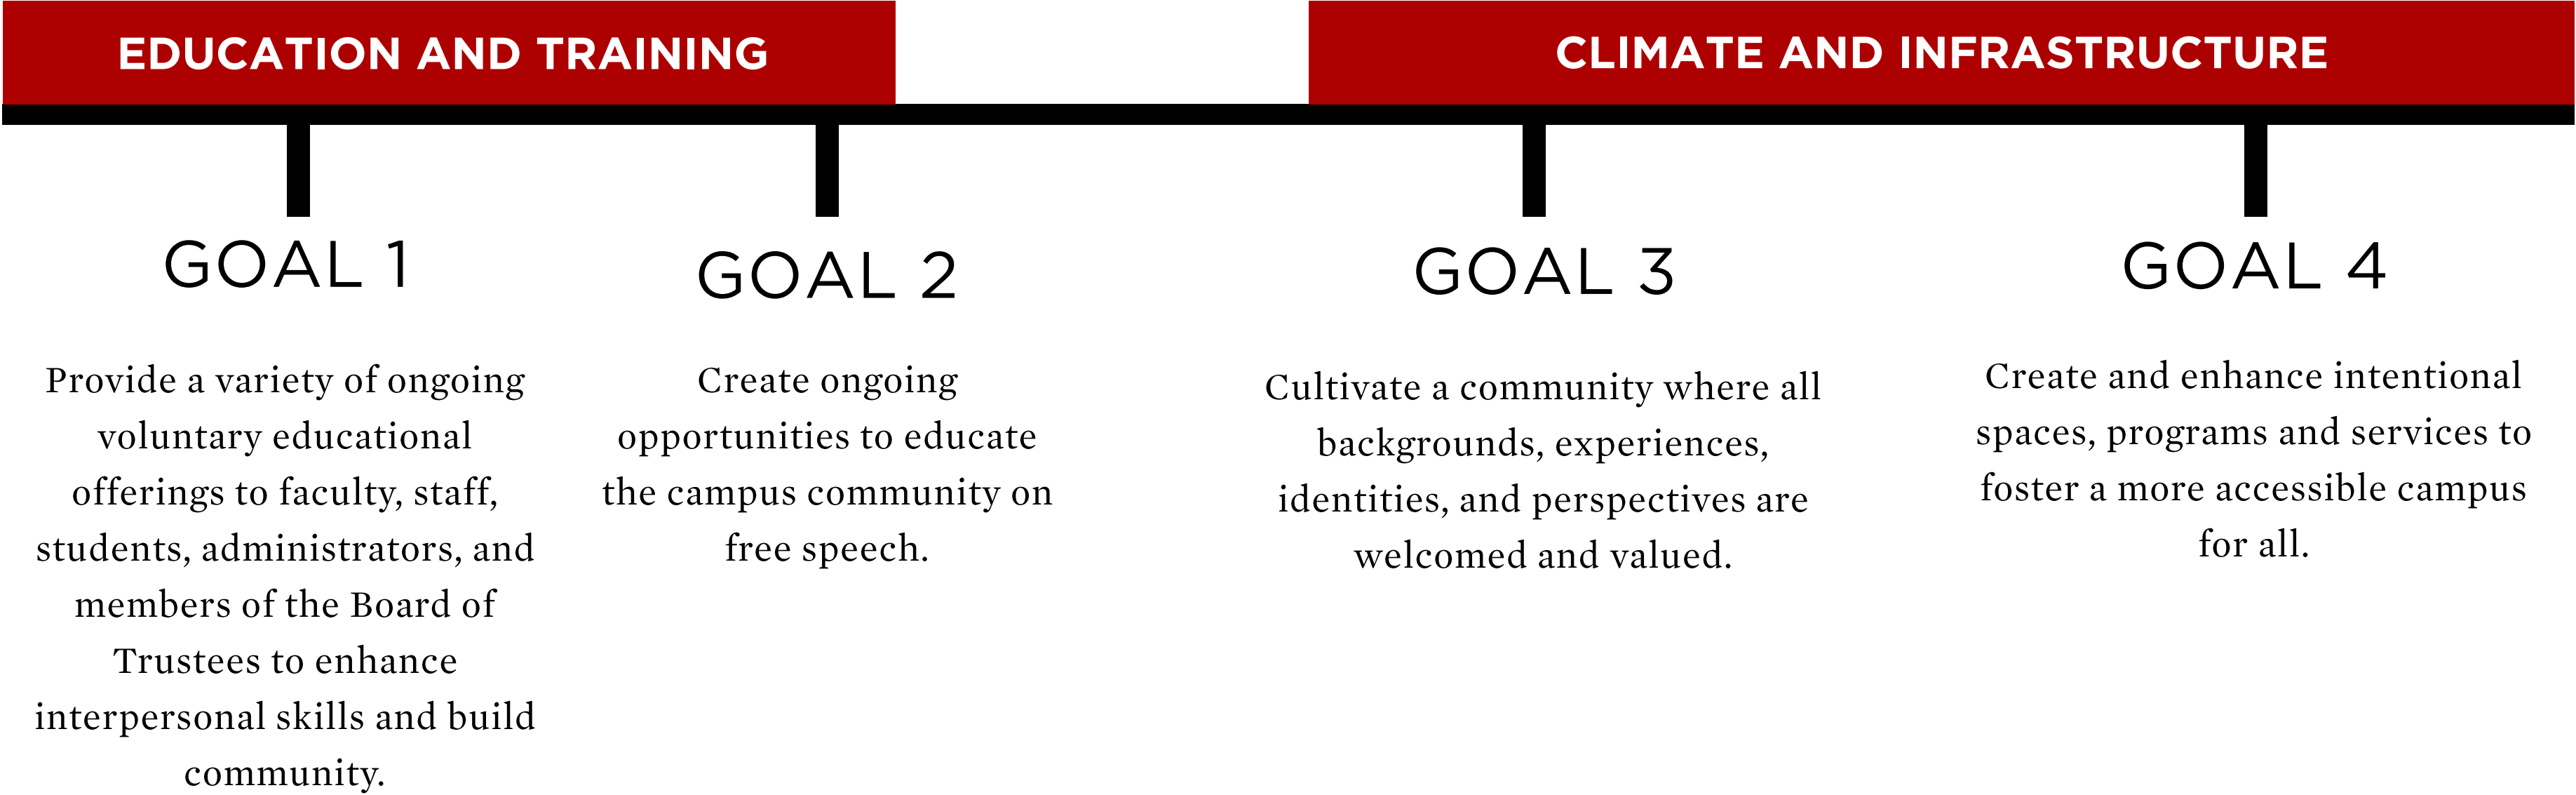 EDUCATION AND TRAINING
CLIMATE AND INFRASTRUCTURE
GOAL 1
Provide a variety of ongoing
voluntary educational
offerings to faculty, staff,
students, administrators, and
members of the Board of
Trustees to enhance
interpersonal skills and build
community.
GOAL 2
Create ongoing
opportunities to educate
the campus community on
free speech.
GOAL 3
Cultivate a community where all
backgrounds, experiences,
identities, and perspectives are
welcomed and valued.
GOAL 4
Create and enhance intentional
spaces, programs and services to
foster a more accessible campus
for all.